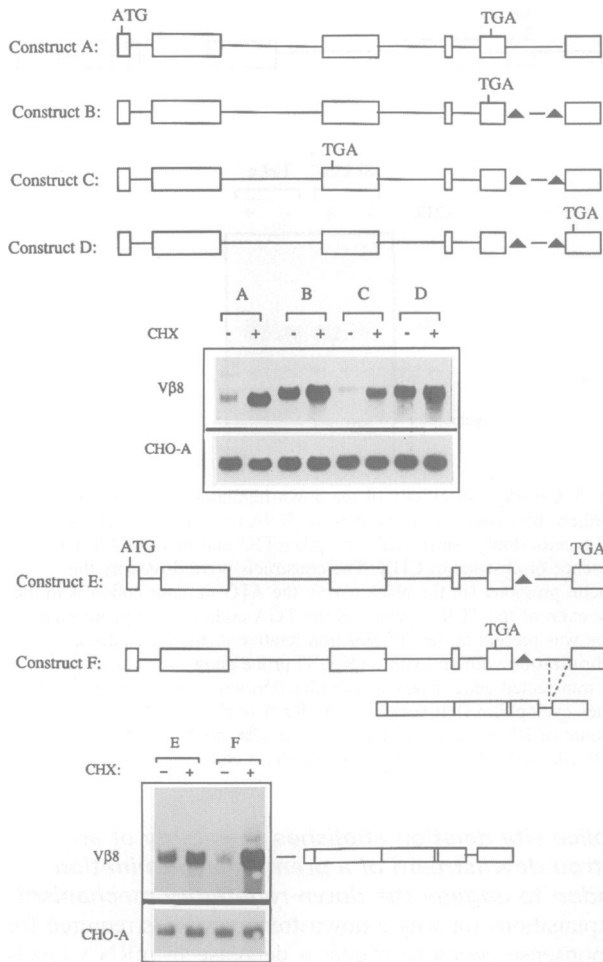 ATG
TGA
Construct A:
TGA
Construct B:
TGA
Construct C:
TGA
Construct D:
A B C D
CHX - + - + - + - +
Vβ8
CHO-A
ATG
TGA
Construct E:
TGA
Construct F:
E F
CHX: − + − +
Vβ8
CHO-A